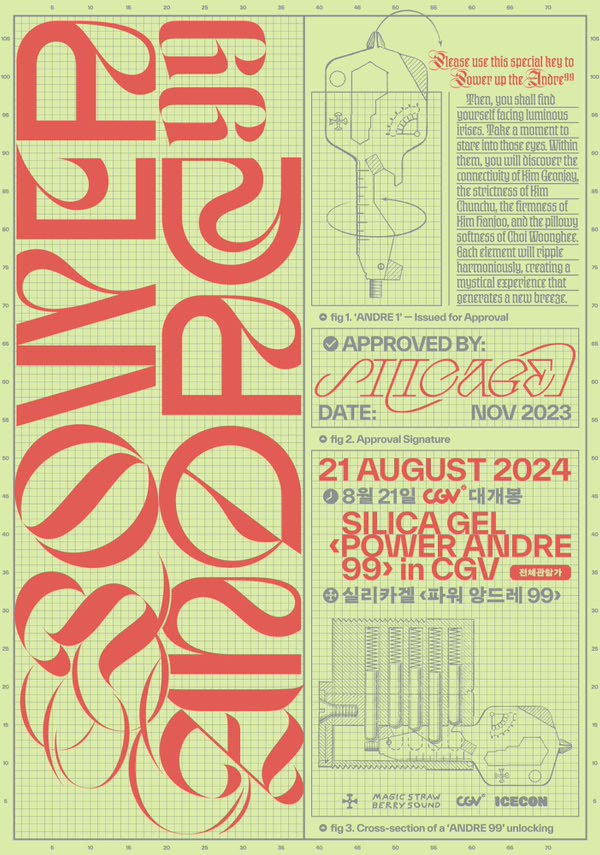 POWER
ANDRE 99
Please use this special key to
Power up the Andre99
Then, you shall find
yourself facing luminous
irises. Take a moment to
stare into those eyes. Within
them, you will discover the
connectivity of Kim Geonjay,
the strictness of Kim
Chunchu, the firmness of
Kim Hanjoo, and the pillowy
softness of Choi Woonghee.
Each element will ripple
harmoniously, creating a
mystical experience that
generates a new breeze.
fig 1. ‘ANDRE 1’ — Issued for Approval
APPROVED BY:
SILICAGEL
DATE: NOV 2023
fig 2. Approval Signature
21 AUGUST 2024
8월 21일 CGV 대개봉
SILICA GEL
‹POWER ANDRE
99› in CGV 전체관람가
실리카겔 ‹파워 앙드레 99›
MAGIC STRAW
BERRY SOUND CGV ICECON
fig 3. Cross-section of a ‘ANDRE 99’ unlocking